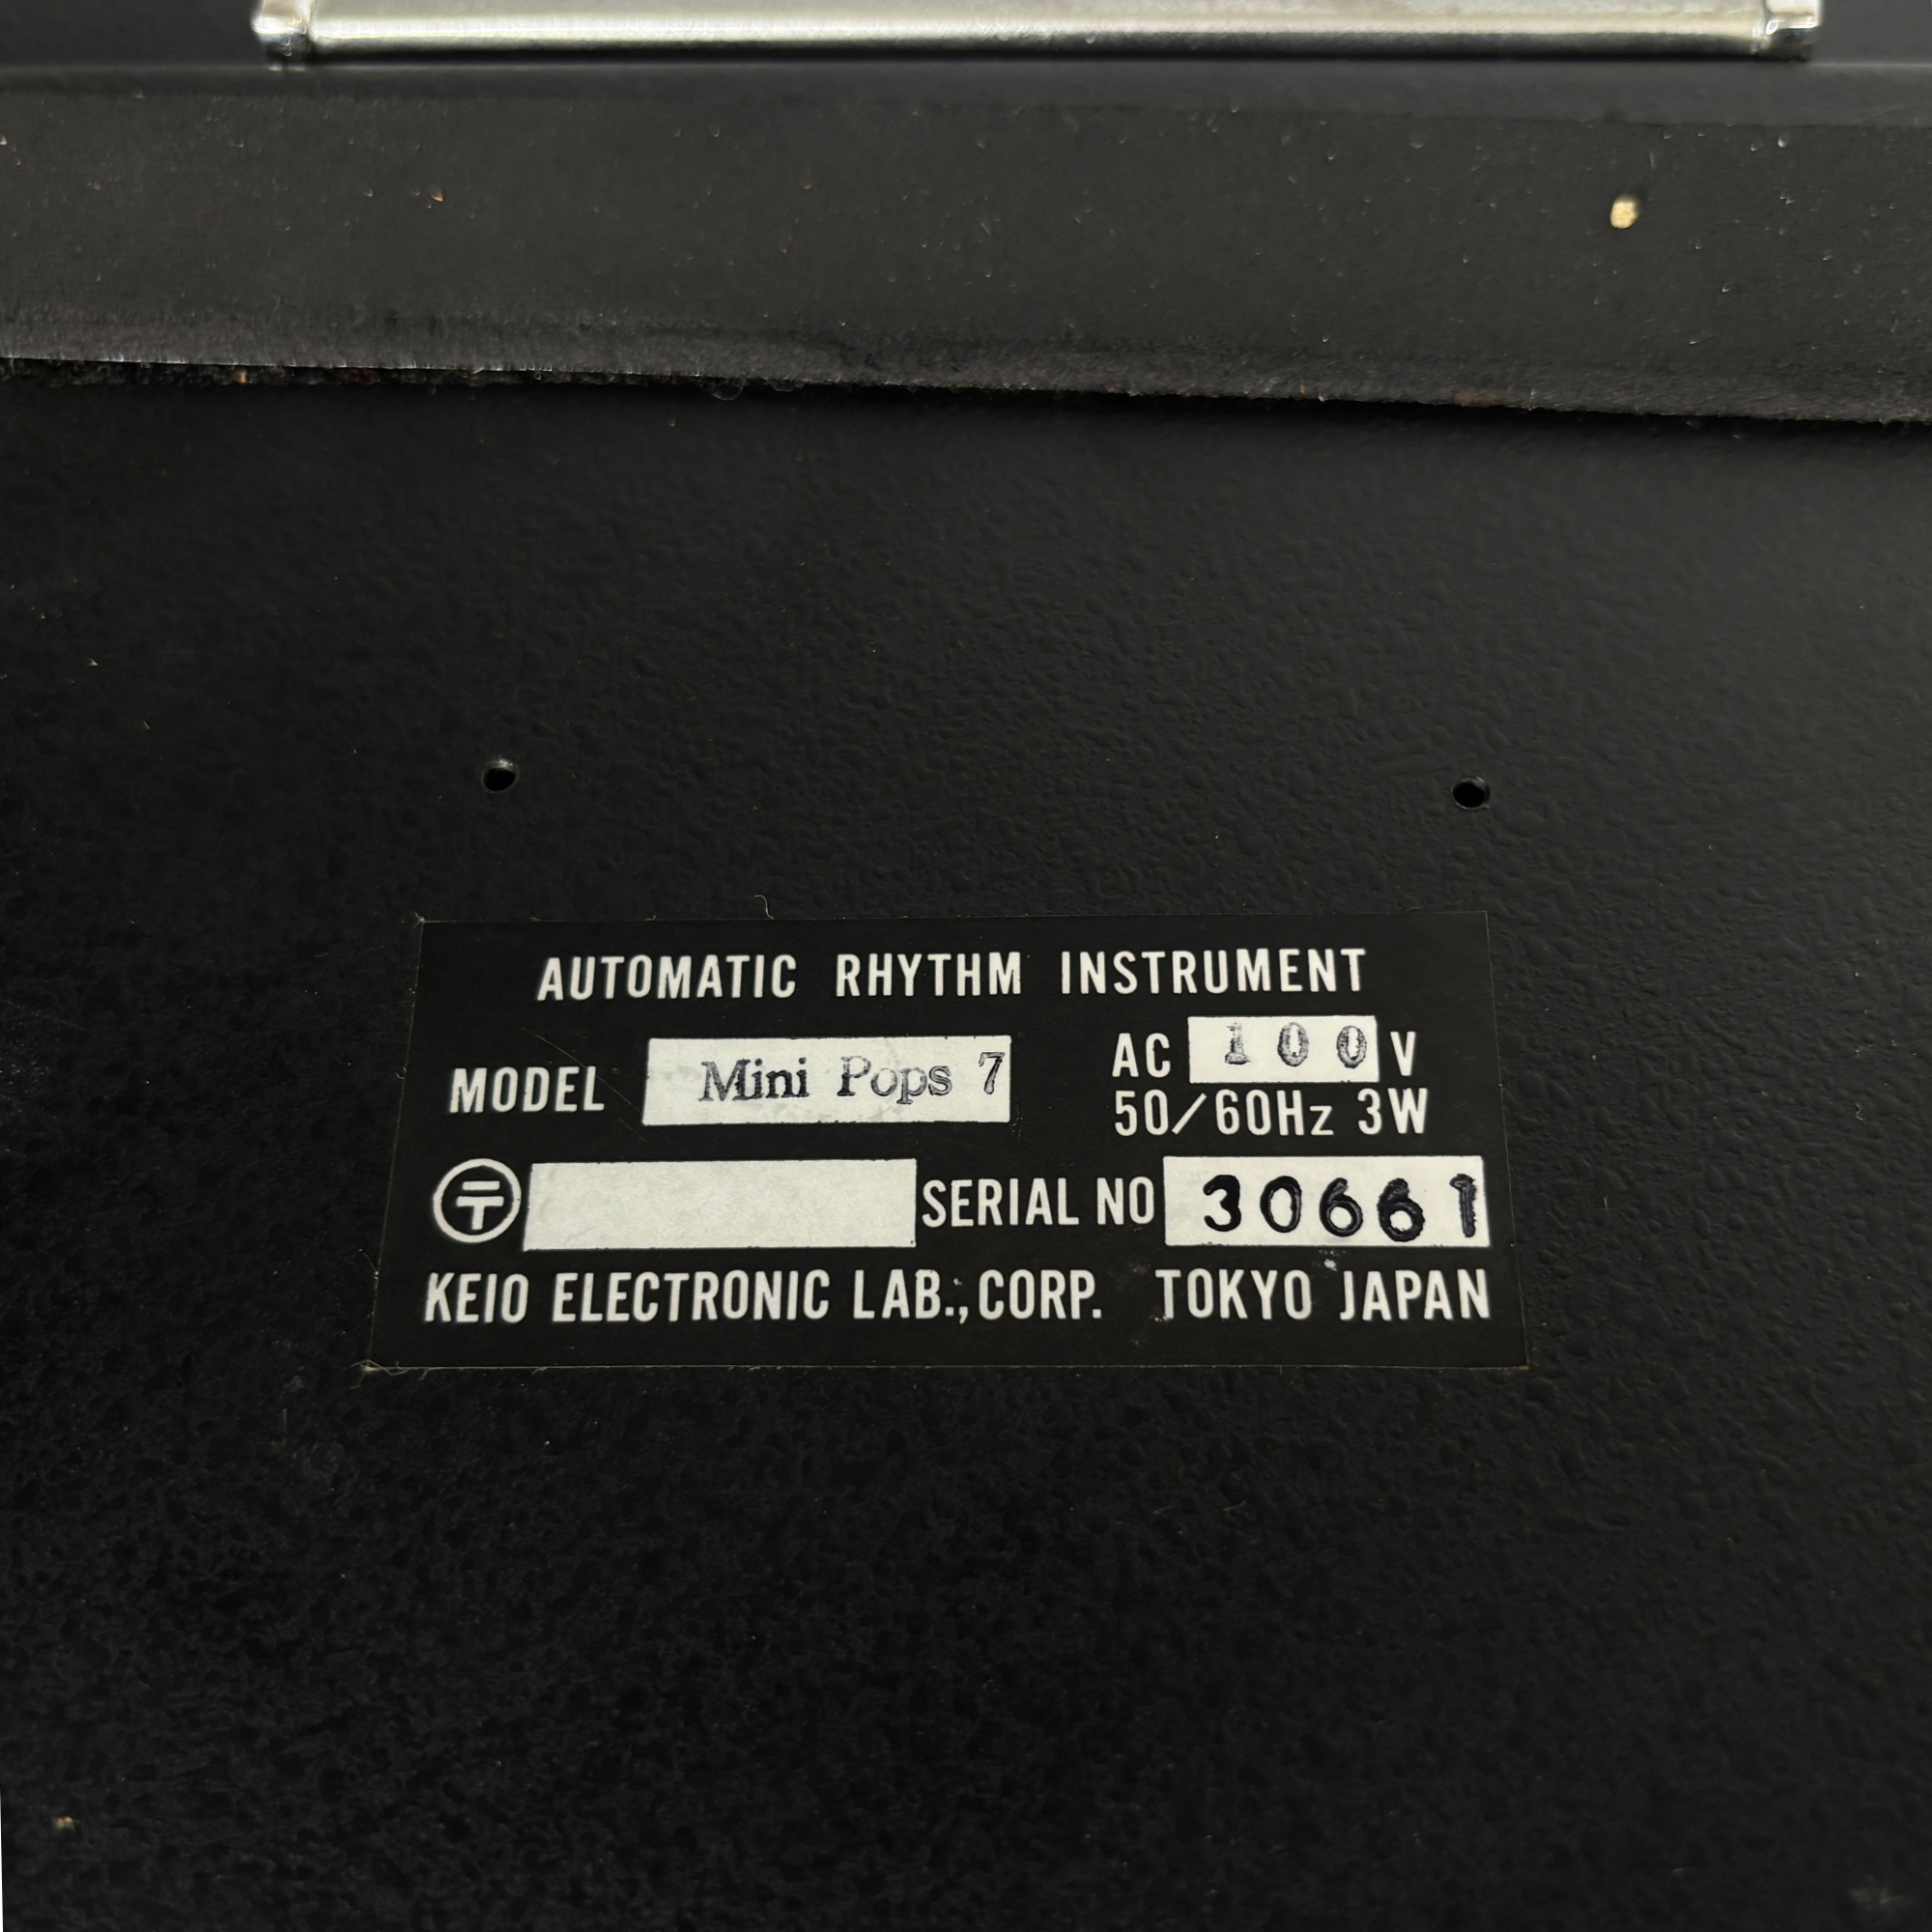 AUTOMATIC RHYTHM INSTRUMENT
MODEL Mini Pops 7 AC 100 V
50/60Hz 3W
〒 SERIAL NO 30661
KEIO ELECTRONIC LAB.,CORP. TOKYO JAPAN